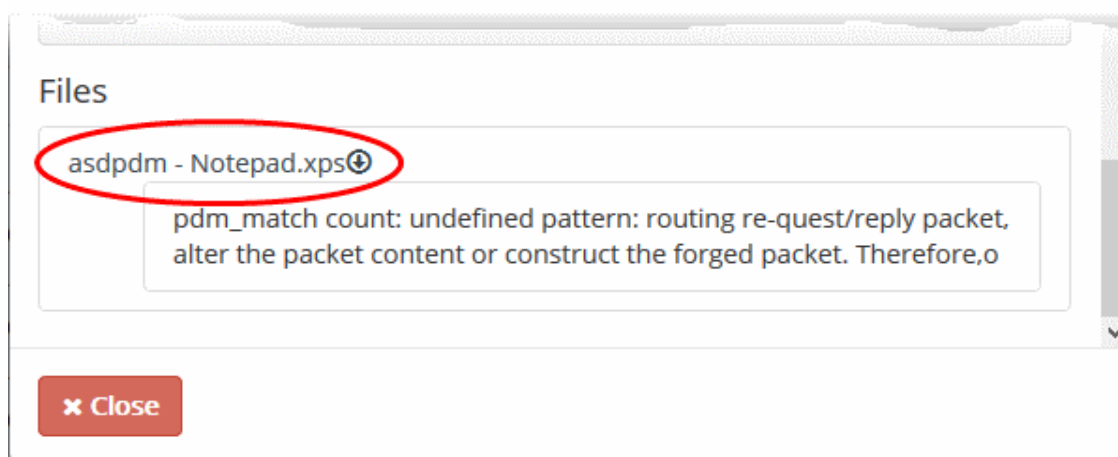 Files
asdpdm - Notepad.xps
pdm_match count: undefined pattern: routing re-quest/reply packet,
alter the packet content or construct the forged packet. Therefore,o
Close